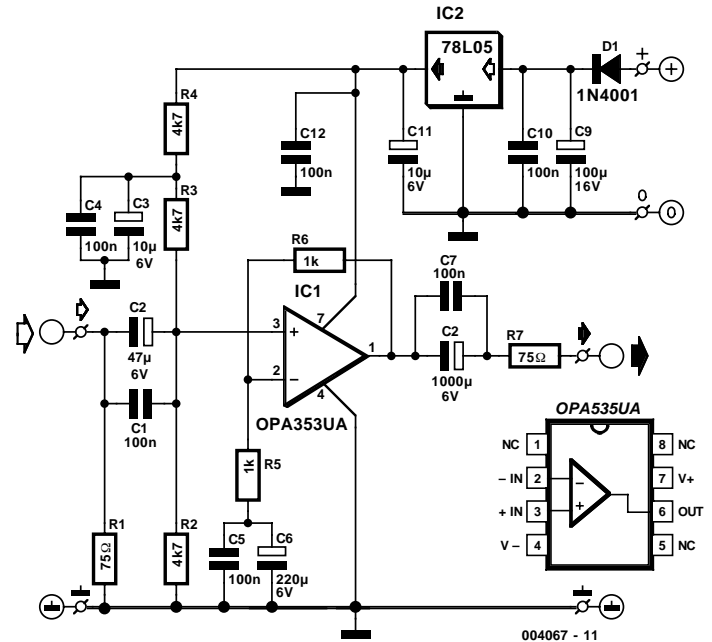 IC2
78L05
D1
+
+
1N4001
R4
4k7
C12
100n
C11
10µ
6V
C10
100n
C9
100µ
16V
0
0
C4
100n
C3
10µ
6V
R3
4k7
R6
1k
IC1
C7
100n
C2
47µ
6V
3
+
7
1
2
–
4
OPA353UA
C2
1000µ
6V
R7
75Ω
C1
100n
1k
R5
OPA535UA
NC 1
8 NC
– IN 2
7 V+
+ IN 3
6 OUT
V – 4
5 NC
–
+
R1
75Ω
R2
4k7
C5
100n
C6
220µ
6V
004067 - 11